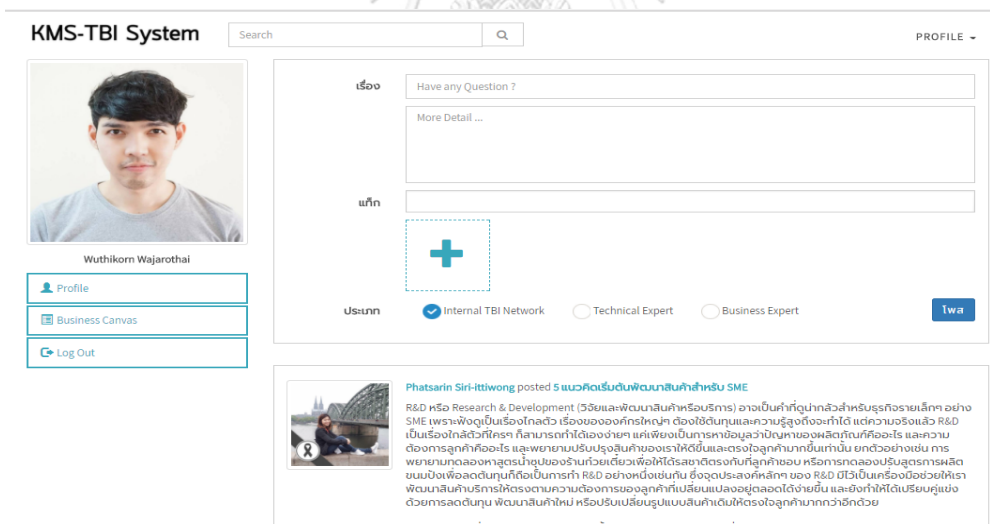 KMS-TBI System
Search
PROFILE
เรื่อง
Have any Question ?
More Detail ...
แท็ก
Wuthikorn Wajarothai
Profile
Business Canvas
Log Out
ประเภท
Internal TBI Network
Technical Expert
Business Expert
โพส
Phatsarin Siri-ittiwong posted 5 แนวคิดเริ่มต้นพัฒนาสินค้าสำหรับ SME
R&D หรือ Research & Development (วิจัยและพัฒนาสินค้าหรือบริการ) อาจเป็นคำที่ดูน่ากลัวสำหรับธุรกิจรายเล็กๆ อย่าง
SME เพราะฟังดูเป็นเรื่องไกลตัว เรื่องขององค์กรใหญ่ๆ ต้องใช้ต้นทุนและความรู้สูงถึงจะทำได้ แต่ความจริงแล้ว R&D
เป็นเรื่องใกล้ตัวที่ใครๆ ก็สามารถทำได้เองง่ายๆ แค่เพียงเป็นการหาข้อมูลว่าปัญหาของผลิตภัณฑ์คืออะไร และความ
ต้องการลูกค้าคืออะไร และพยายามปรับปรุงสินค้าของเราให้ดีขึ้นและตรงใจลูกค้ามากขึ้นเท่านั้น ยกตัวอย่างเช่น การ
พยายามทดลองหาสูตรน้ำซุปของร้านก๋วยเตี๋ยวเพื่อให้ได้รสชาติตรงกับที่ลูกค้าชอบ หรือการทดลองปรับสูตรการผลิต
ขนมปังเพื่อลดต้นทุนก็ถือเป็นการทำ R&D อย่างหนึ่งเช่นกัน ซึ่งจุดประสงค์หลักๆ ของ R&D มีไว้เป็นเครื่องมือช่วยให้เรา
พัฒนาสินค้าบริการให้ตรงตามความต้องการของลูกค้าที่เปลี่ยนแปลงอยู่ตลอดได้ง่ายขึ้น และยังทำให้ได้เปรียบคู่แข่ง
ด้วยการลดต้นทุน พัฒนาสินค้าใหม่ หรือปรับเปลี่ยนรูปแบบสินค้าเดิมให้ตรงใจลูกค้ามากกว่าอีกด้วย